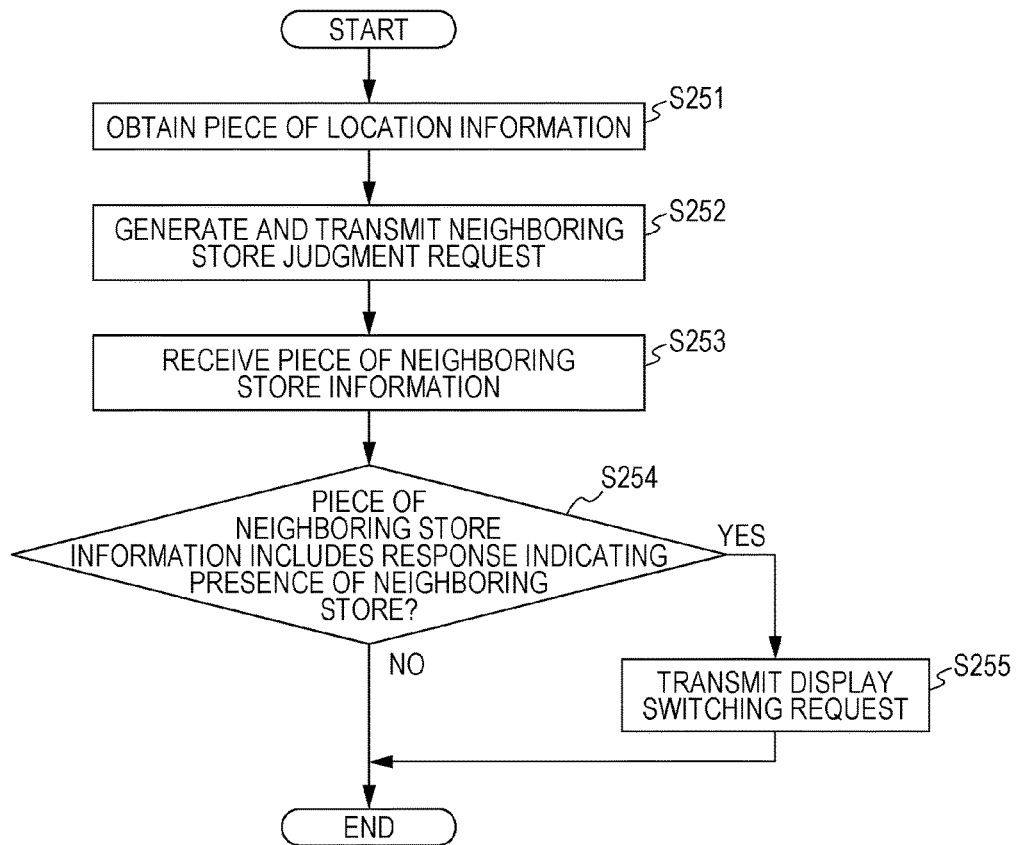 START
S251
OBTAIN PIECE OF LOCATION INFORMATION
S252
GENERATE AND TRANSMIT NEIGHBORING
STORE JUDGMENT REQUEST
S253
RECEIVE PIECE OF NEIGHBORING
STORE INFORMATION
S254
PIECE OF
NEIGHBORING STORE
INFORMATION INCLUDES RESPONSE INDICATING
PRESENCE OF NEIGHBORING
STORE?
YES
NO
S255
TRANSMIT DISPLAY
SWITCHING REQUEST
END